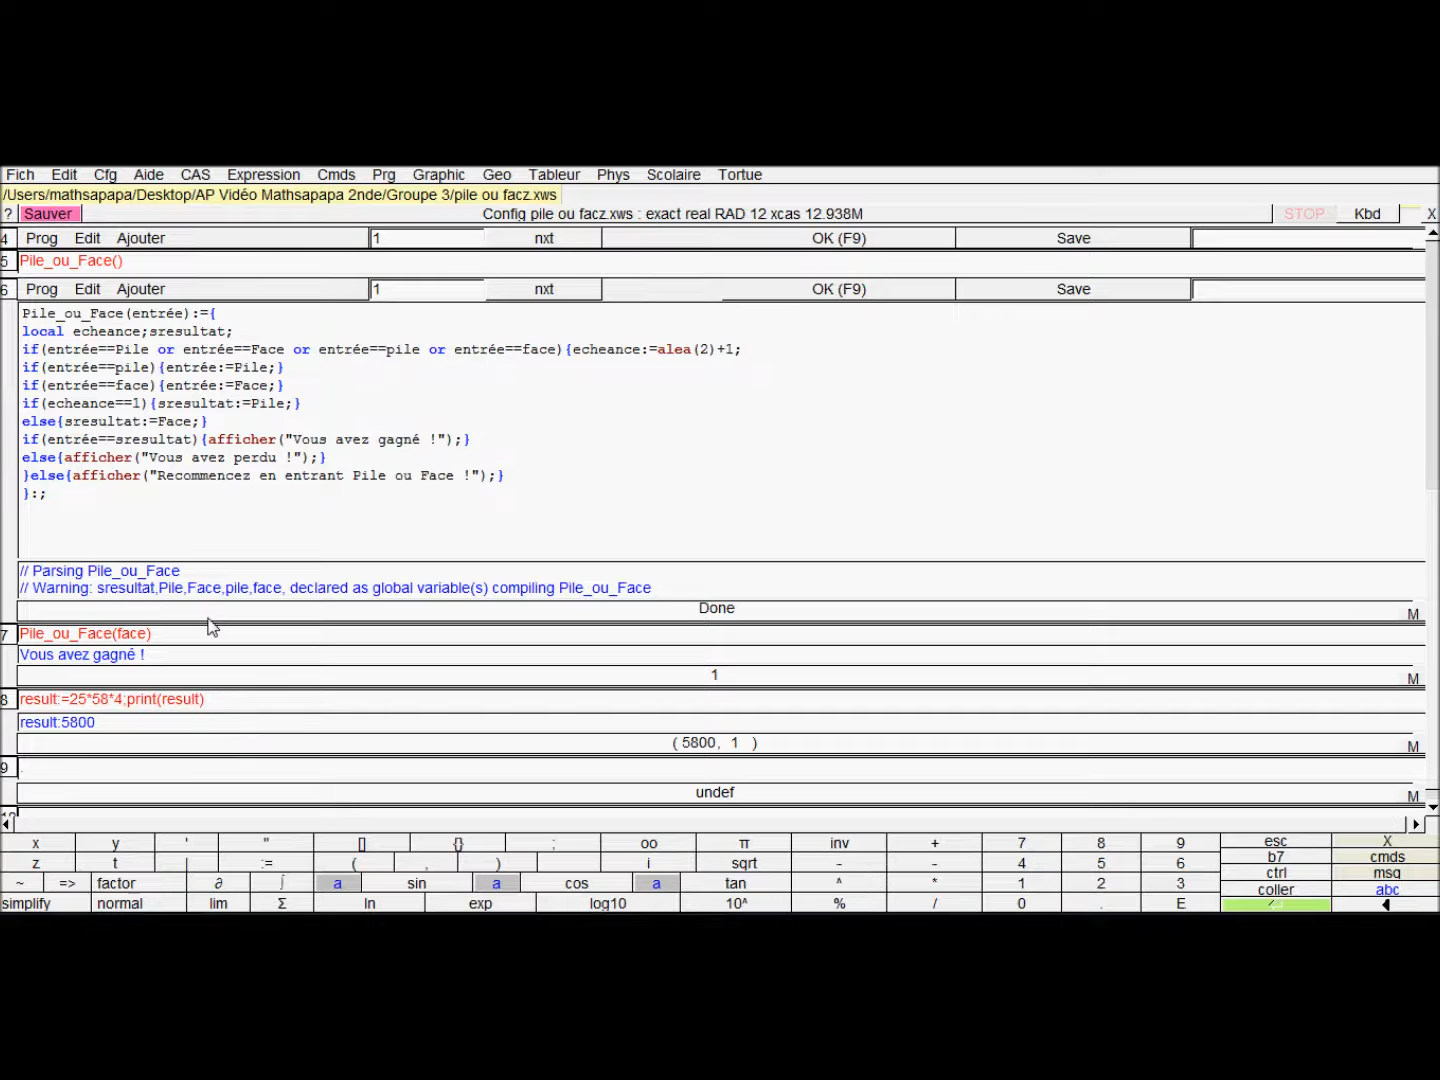 Fich Edit Cfg Aide CAS Expression Cmds Prg Graphic Geo Tableur Phys Scolaire Tortue
/Users/mathsapapa/Desktop/AP Vidéo Mathsapapa 2nde/Groupe 3/pile ou facz.xws
? Sauver Config pile ou facz.xws : exact real RAD 12 xcas 12.938M STOP Kbd X
4 Prog Edit Ajouter 1 nxt OK (F9) Save
5 Pile_ou_Face()
6 Prog Edit Ajouter 1 nxt OK (F9) Save
Pile_ou_Face(entrée):={
local echeance;sresultat;
if(entrée==Pile or entrée==Face or entrée==pile or entrée==face){echeance:=alea(2)+1;
if(entrée==pile){entrée:=Pile;}
if(entrée==face){entrée:=Face;}
if(echeance==1){sresultat:=Pile;}
else{sresultat:=Face;}
if(entrée==sresultat){afficher("Vous avez gagné !");}
else{afficher("Vous avez perdu !");}
}else{afficher("Recommencez en entrant Pile ou Face !");}
}:;
// Parsing Pile_ou_Face
// Warning: sresultat,Pile,Face,pile,face, declared as global variable(s) compiling Pile_ou_Face
Done M
7 Pile_ou_Face(face)
Vous avez gagné !
1 M
8 result:=25*58*4;print(result)
result:5800
( 5800, 1 ) M
9
undef M
x y ' " [] {} ; oo π inv + 7 8 9 esc X
z t | := ( , ) i sqrt - - 4 5 6 b7 cmds
ctrl msg
~ => factor ∂ ∫ a sin a cos a tan ^ * 1 2 3 coller abc
simplify normal lim Σ ln exp log10 10^ % / 0 . E